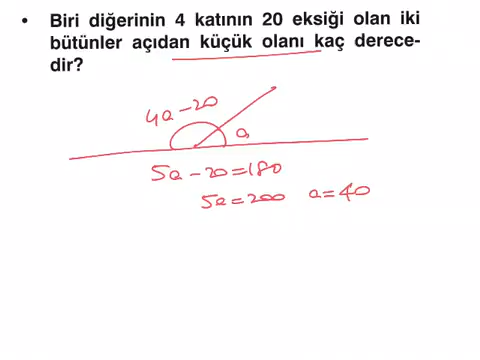 • Biri diğerinin 4 katının 20 eksiği olan iki
bütünler açıdan küçük olanı kaç derece-
dir?
4a-20
a
5a-20=180
5a=200 a=40